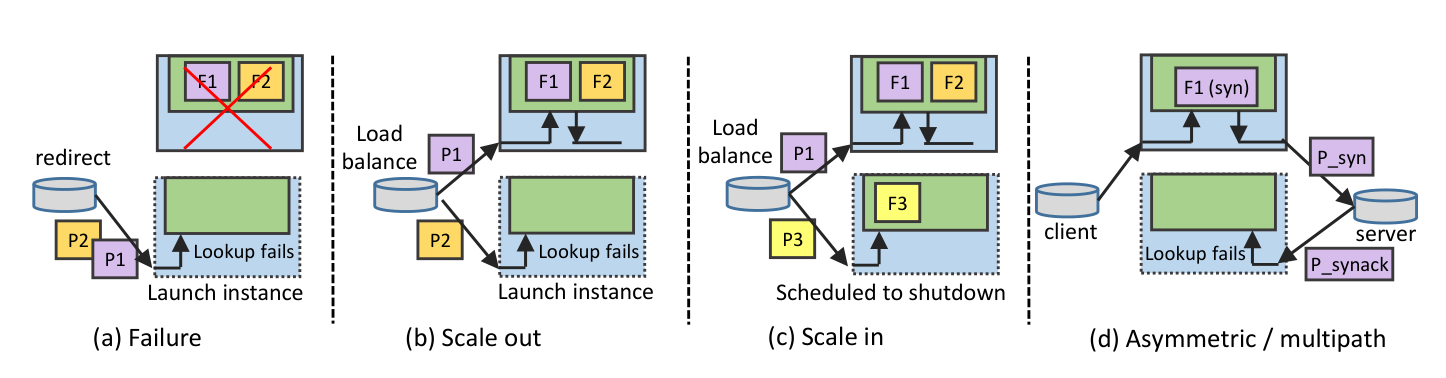 F1
F2
redirect
P2
P1
Lookup fails
Launch instance
(a) Failure
F1
F2
Load
balance
P1
P2
Lookup fails
Launch instance
(b) Scale out
F1
F2
Load
balance
P1
F3
P3
Scheduled to shutdown
(c) Scale in
F1 (syn)
P_syn
client
server
Lookup fails
P_synack
(d) Asymmetric / multipath